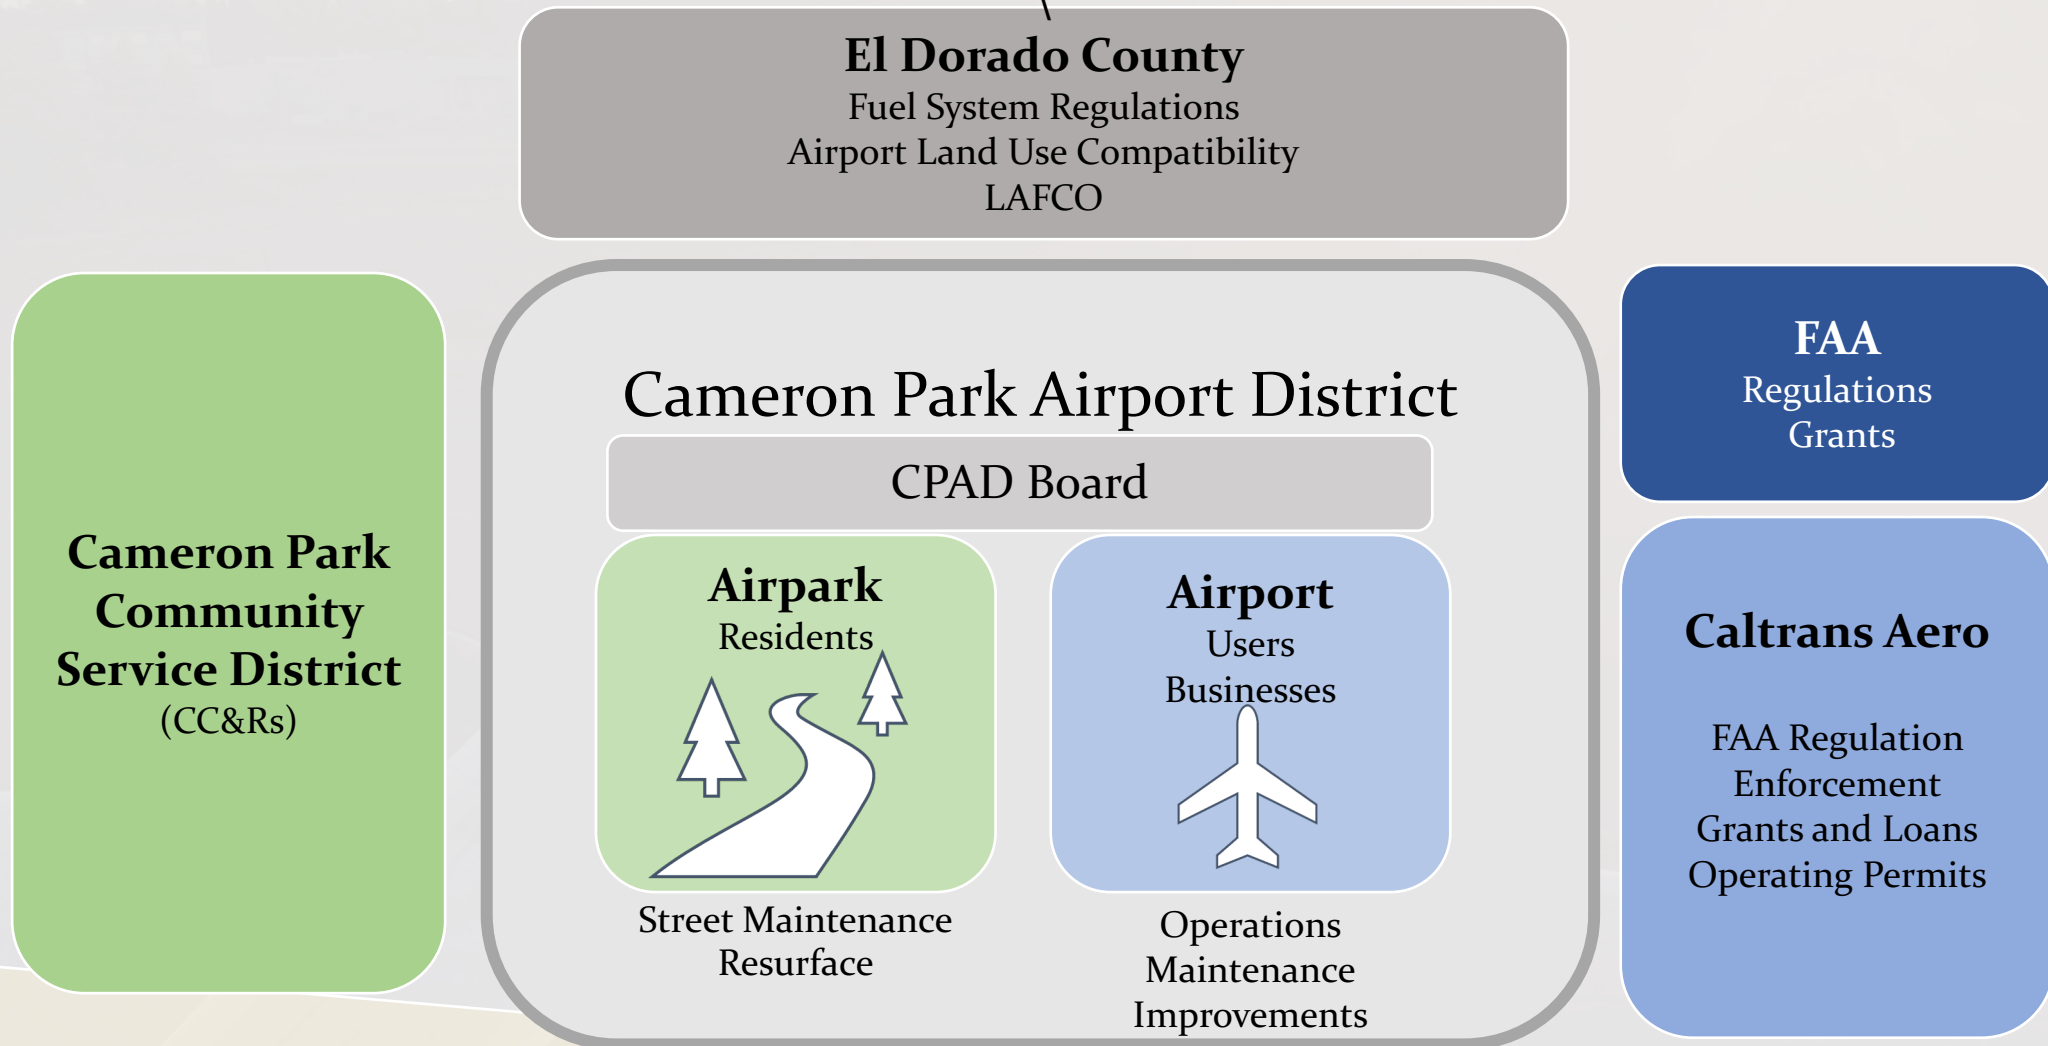 El Dorado County
Fuel System Regulations
Airport Land Use Compatibility
LAFCO
Cameron Park
Community
Service District
(CC&Rs)
Cameron Park Airport District
CPAD Board
Airpark
Residents
Street Maintenance
Resurface
Airport
Users
Businesses
Operations
Maintenance
Improvements
FAA
Regulations
Grants
Caltrans Aero
FAA Regulation
Enforcement
Grants and Loans
Operating Permits